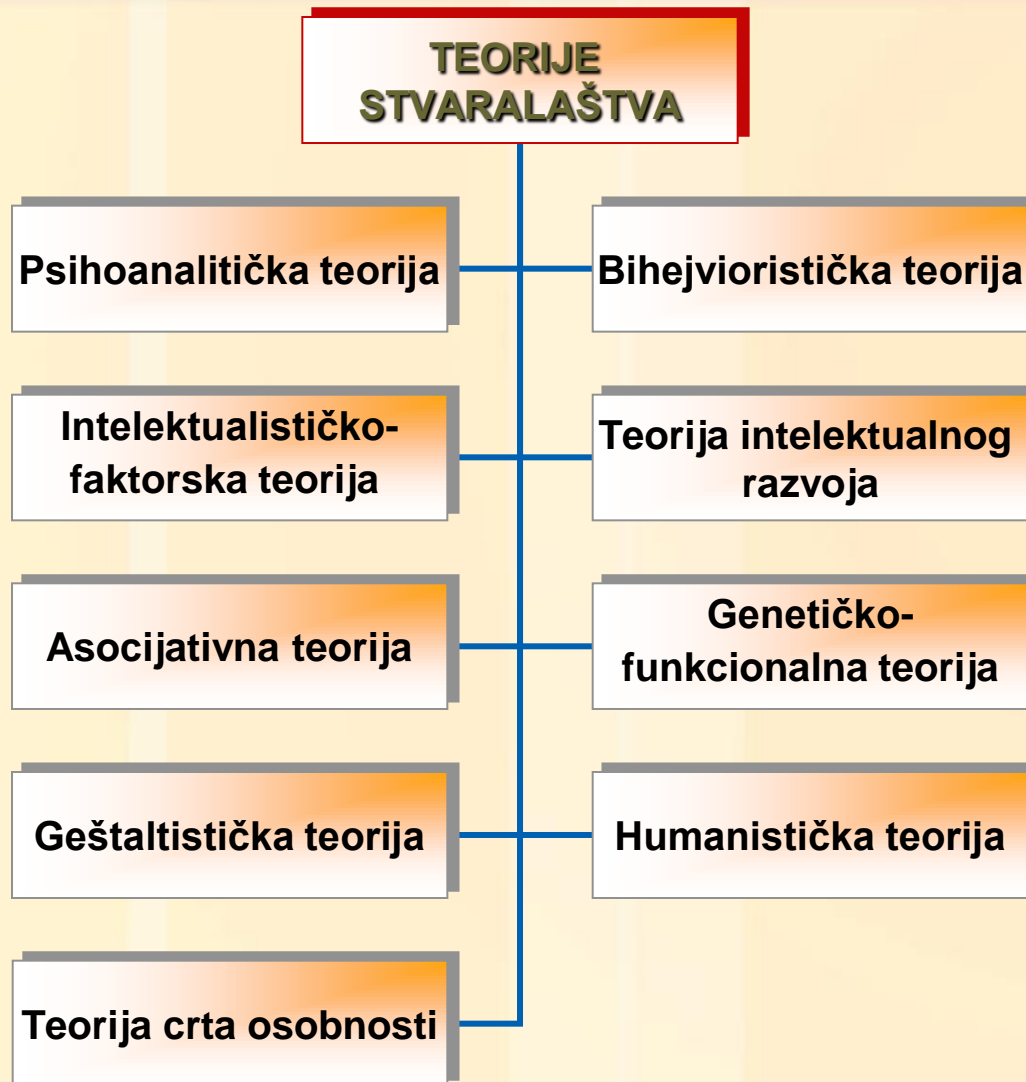 TEORIJE
STVARALAŠTVA
Psihoanalitička teorija
Bihejvioristička teorija
Intelektualističko-
faktorska teorija
Teorija intelektualnog
razvoja
Asocijativna teorija
Genetičko-
funkcionalna teorija
Geštaltistička teorija
Humanistička teorija
Teorija crta osobnosti